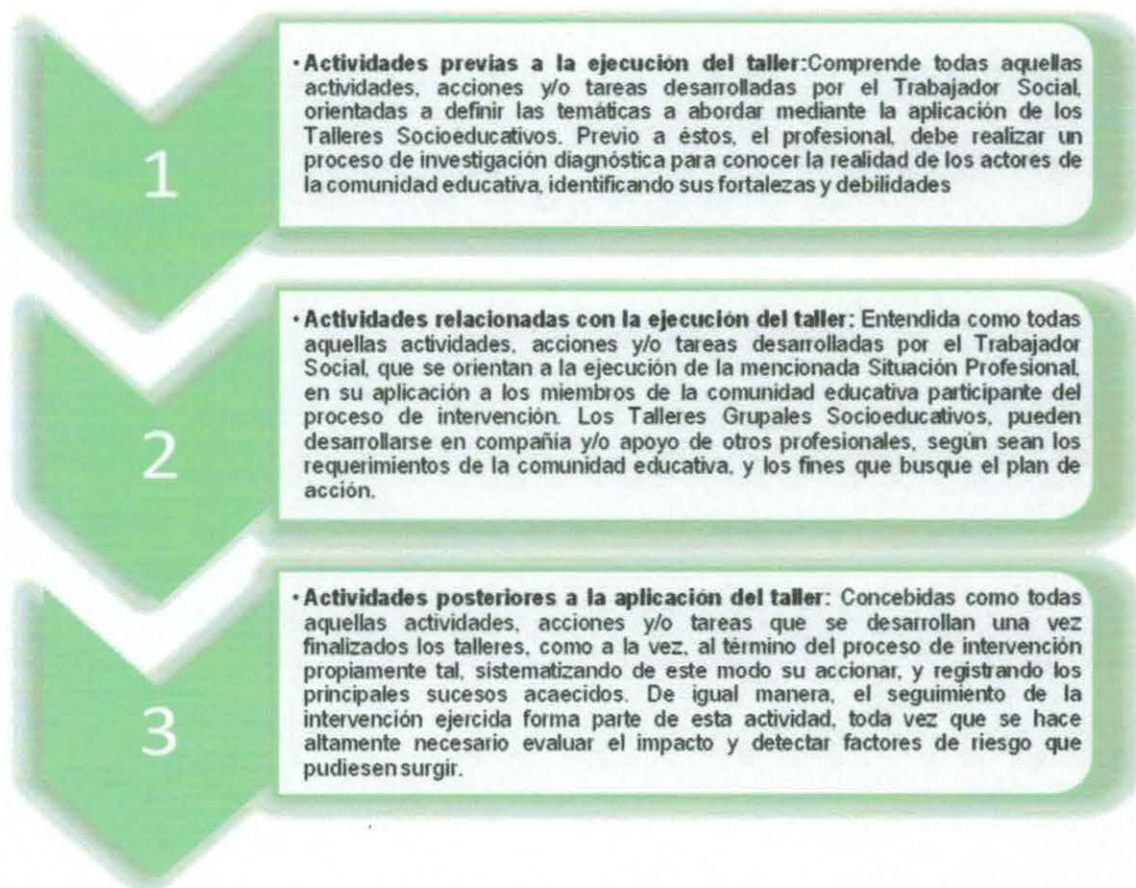 1
• Actividades previas a la ejecución del taller:Comprende todas aquellas
actividades, acciones y/o tareas desarrolladas por el Trabajador Social,
orientadas a definir las temáticas a abordar mediante la aplicación de los
Talleres Socioeducativos. Previo a éstos, el profesional, debe realizar un
proceso de investigación diagnóstica para conocer la realidad de los actores de
la comunidad educativa, identificando sus fortalezas y debilidades
2
• Actividades relacionadas con la ejecución del taller: Entendida como todas
aquellas actividades, acciones y/o tareas desarrolladas por el Trabajador
Social, que se orientan a la ejecución de la mencionada Situación Profesional,
en su aplicación a los miembros de la comunidad educativa participante del
proceso de intervención. Los Talleres Grupales Socioeducativos, pueden
desarrollarse en compañia y/o apoyo de otros profesionales, según sean los
requerimientos de la comunidad educativa, y los fines que busque el plan de
acción.
3
• Actividades posteriores a la aplicación del taller: Concebidas como todas
aquellas actividades, acciones y/o tareas que se desarrollan una vez
finalizados los talleres, como a la vez, al término del proceso de intervención
propiamente tal, sistematizando de este modo su accionar, y registrando los
principales sucesos acaecidos. De igual manera, el seguimiento de la
intervención ejercida forma parte de esta actividad, toda vez que se hace
altamente necesario evaluar el impacto y detectar factores de riesgo que
pudiesen surgir.